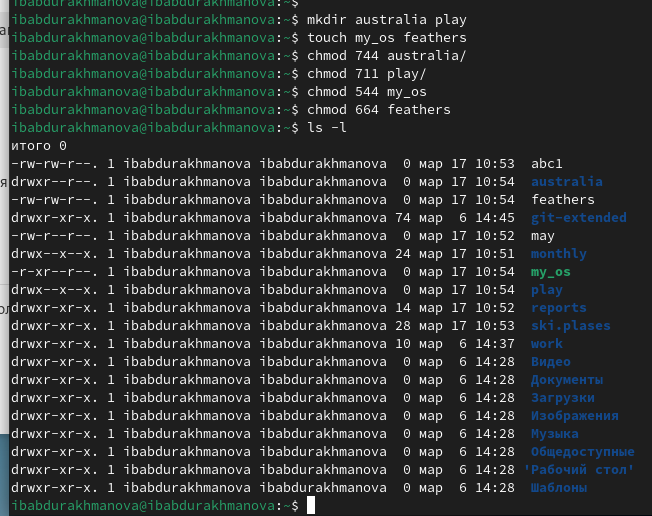 ibabdurakhmanova@ibabdurakhmanova:~$
ibabdurakhmanova@ibabdurakhmanova:~$ mkdir australia play
ibabdurakhmanova@ibabdurakhmanova:~$ touch my_os feathers
ibabdurakhmanova@ibabdurakhmanova:~$ chmod 744 australia/
ibabdurakhmanova@ibabdurakhmanova:~$ chmod 711 play/
ibabdurakhmanova@ibabdurakhmanova:~$ chmod 544 my_os
ibabdurakhmanova@ibabdurakhmanova:~$ chmod 664 feathers
ibabdurakhmanova@ibabdurakhmanova:~$ ls -l
итого 0
-rw-rw-r--. 1 ibabdurakhmanova ibabdurakhmanova  0 мар 17 10:53  abc1
drwxr--r--. 1 ibabdurakhmanova ibabdurakhmanova  0 мар 17 10:54  australia
-rw-rw-r--. 1 ibabdurakhmanova ibabdurakhmanova  0 мар 17 10:54  feathers
drwxr-xr-x. 1 ibabdurakhmanova ibabdurakhmanova 74 мар  6 14:45  git-extended
-rw-r--r--. 1 ibabdurakhmanova ibabdurakhmanova  0 мар 17 10:52  may
drwx--x--x. 1 ibabdurakhmanova ibabdurakhmanova 24 мар 17 10:51  monthly
-r-xr--r--. 1 ibabdurakhmanova ibabdurakhmanova  0 мар 17 10:54  my_os
drwx--x--x. 1 ibabdurakhmanova ibabdurakhmanova  0 мар 17 10:54  play
drwxr-xr-x. 1 ibabdurakhmanova ibabdurakhmanova 14 мар 17 10:52  reports
drwxr-xr-x. 1 ibabdurakhmanova ibabdurakhmanova 28 мар 17 10:53  ski.plases
drwxr-xr-x. 1 ibabdurakhmanova ibabdurakhmanova 10 мар  6 14:37  work
drwxr-xr-x. 1 ibabdurakhmanova ibabdurakhmanova  0 мар  6 14:28  Видео
drwxr-xr-x. 1 ibabdurakhmanova ibabdurakhmanova  0 мар  6 14:28  Документы
drwxr-xr-x. 1 ibabdurakhmanova ibabdurakhmanova  0 мар  6 14:28  Загрузки
drwxr-xr-x. 1 ibabdurakhmanova ibabdurakhmanova  0 мар  6 14:28  Изображения
drwxr-xr-x. 1 ibabdurakhmanova ibabdurakhmanova  0 мар  6 14:28  Музыка
drwxr-xr-x. 1 ibabdurakhmanova ibabdurakhmanova  0 мар  6 14:28  Общедоступные
drwxr-xr-x. 1 ibabdurakhmanova ibabdurakhmanova  0 мар  6 14:28 'Рабочий стол'
drwxr-xr-x. 1 ibabdurakhmanova ibabdurakhmanova  0 мар  6 14:28  Шаблоны
ibabdurakhmanova@ibabdurakhmanova:~$